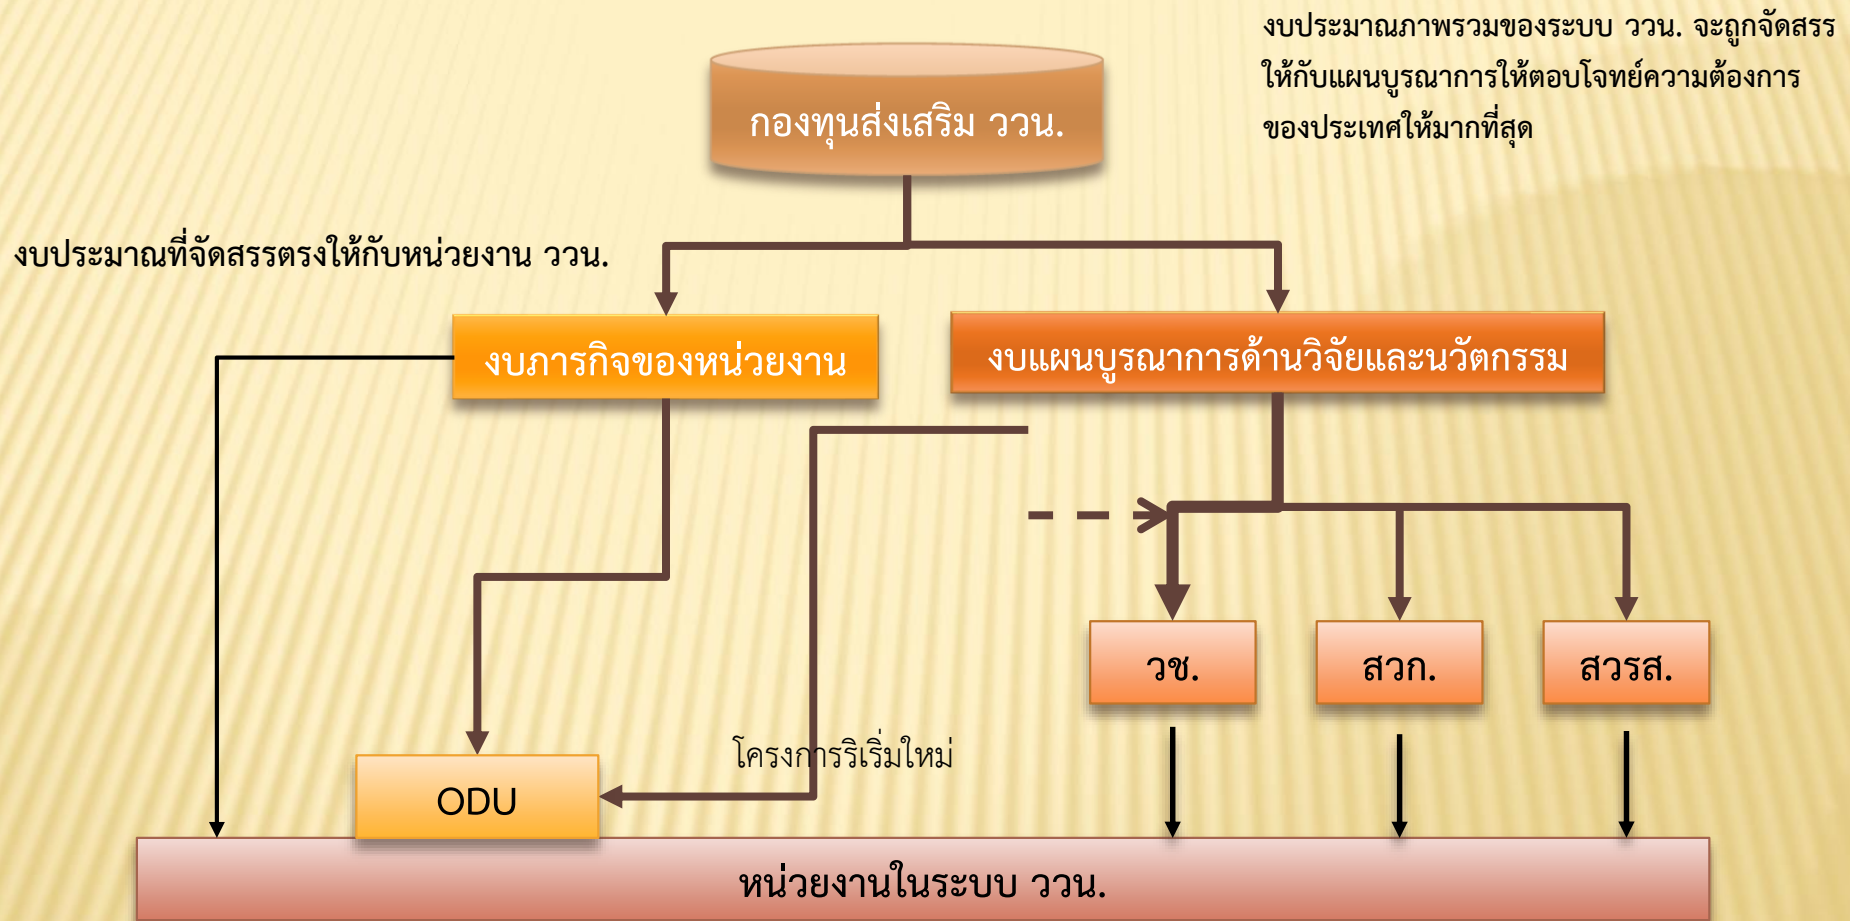 งบประมาณภาพรวมของระบบ ววน. จะถูกจัดสรร
ให้กับแผนบูรณาการให้ตอบโจทย์ความต้องการ
ของประเทศให้มากที่สุด
กองทุนส่งเสริม ววน.
งบประมาณที่จัดสรรตรงให้กับหน่วยงาน ววน.
งบภารกิจของหน่วยงาน
งบแผนบูรณาการด้านวิจัยและนวัตกรรม
วช.
สวก.
สวรส.
โครงการริเริ่มใหม่
ODU
หน่วยงานในระบบ ววน.